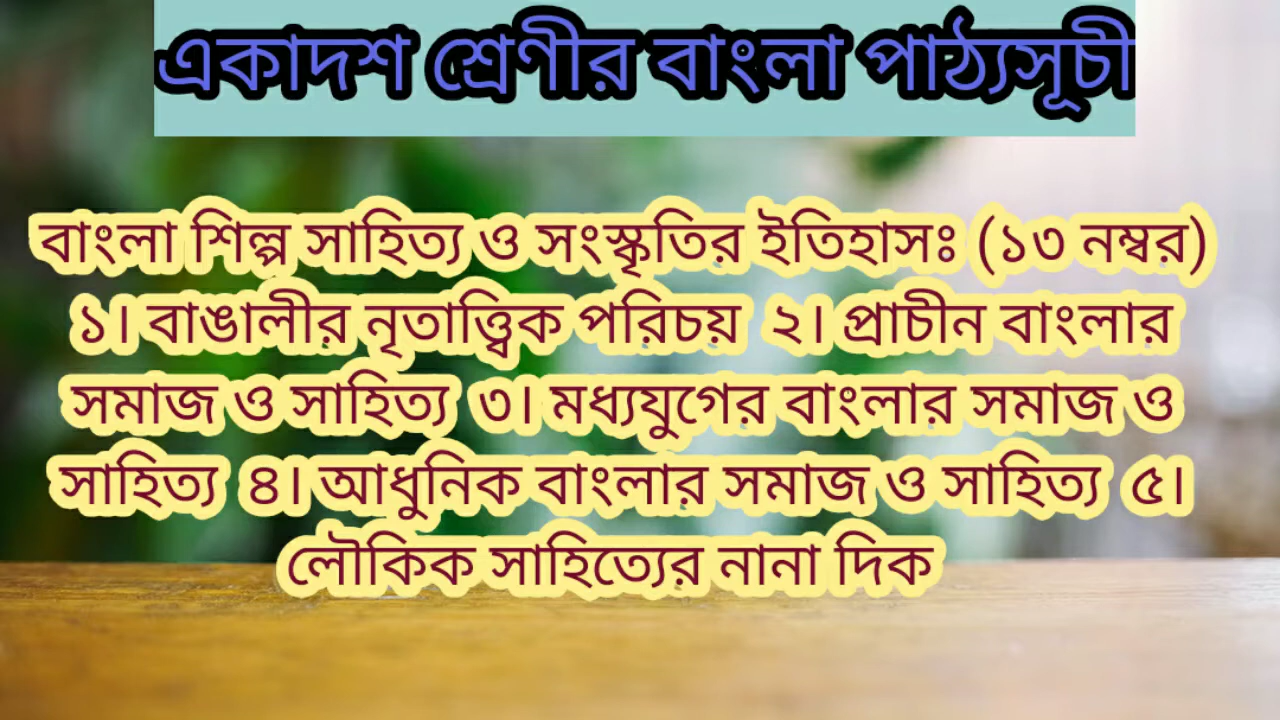 একাদশ শ্রেণীর বাংলা পাঠ্যসূচী
বাংলা শিল্প সাহিত্য ও সংস্কৃতির ইতিহাসঃ (১৩ নম্বর)
১। বাঙালীর নৃতাত্ত্বিক পরিচয় ২। প্রাচীন বাংলার
সমাজ ও সাহিত্য ৩। মধ্যযুগের বাংলার সমাজ ও
সাহিত্য ৪। আধুনিক বাংলার সমাজ ও সাহিত্য ৫।
লৌকিক সাহিত্যের নানা দিক